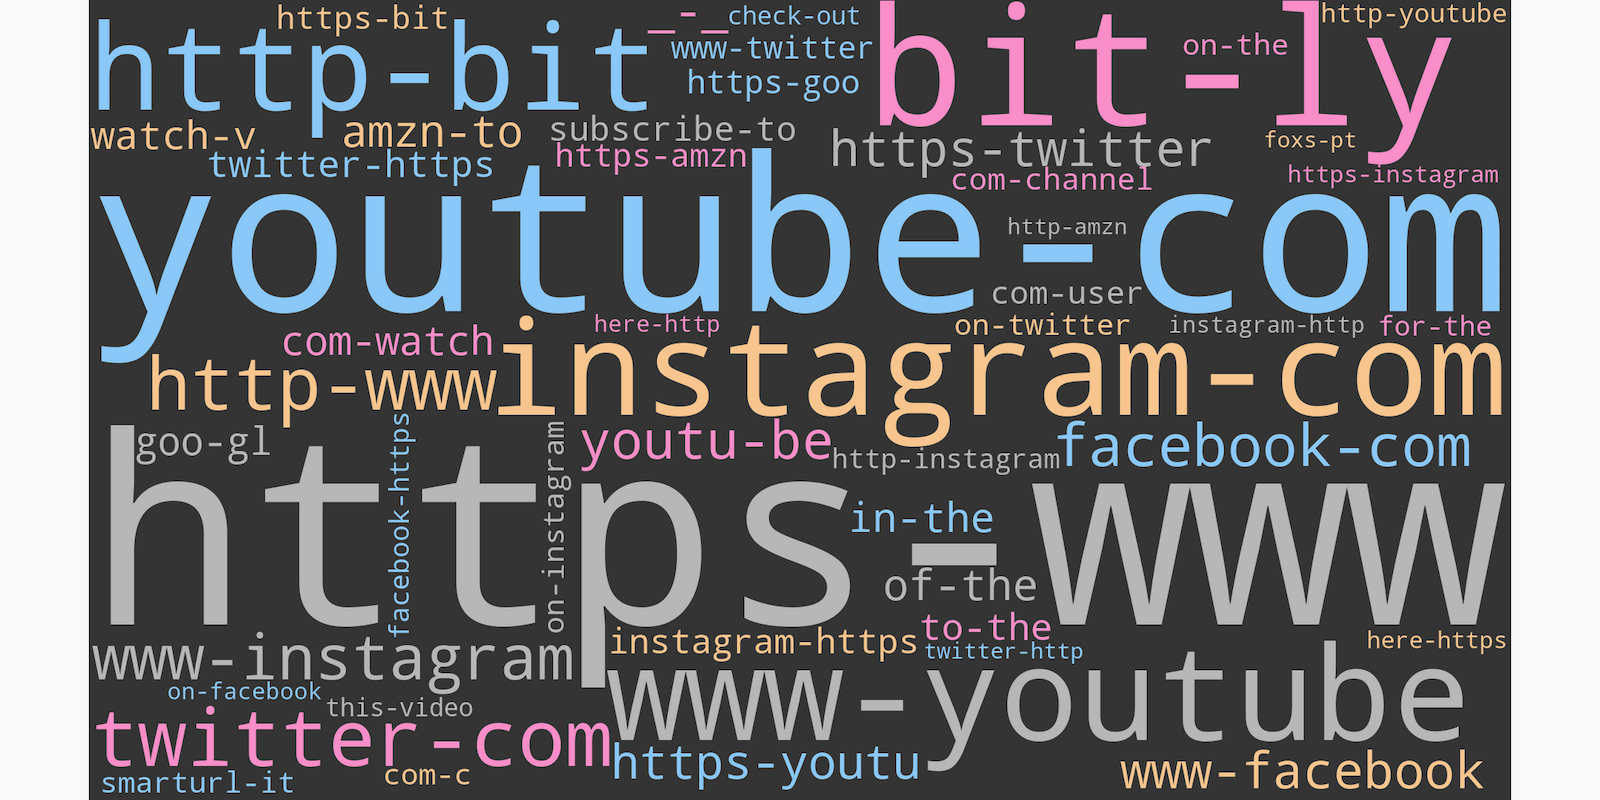 https-bit
_-_
check-out
http-youtube
http-bit
www-twitter
bit-ly
on-the
https-goo
watch-v
amzn-to
subscribe-to
https-twitter
foxs-pt
twitter-https
https-amzn
com-channel
https-instagram
youtube-com
http-amzn
com-user
com-watch
here-http
on-twitter
instagram-http
for-the
http-www
instagram-com
goo-gl
facebook-https
on-instagram
youtu-be
http-instagram
facebook-com
https-www
in-the
of-the
to-the
www-instagram
instagram-https
twitter-http
here-https
on-facebook
this-video
www-youtube
twitter-com
https-youtu
www-facebook
smarturl-it
com-c